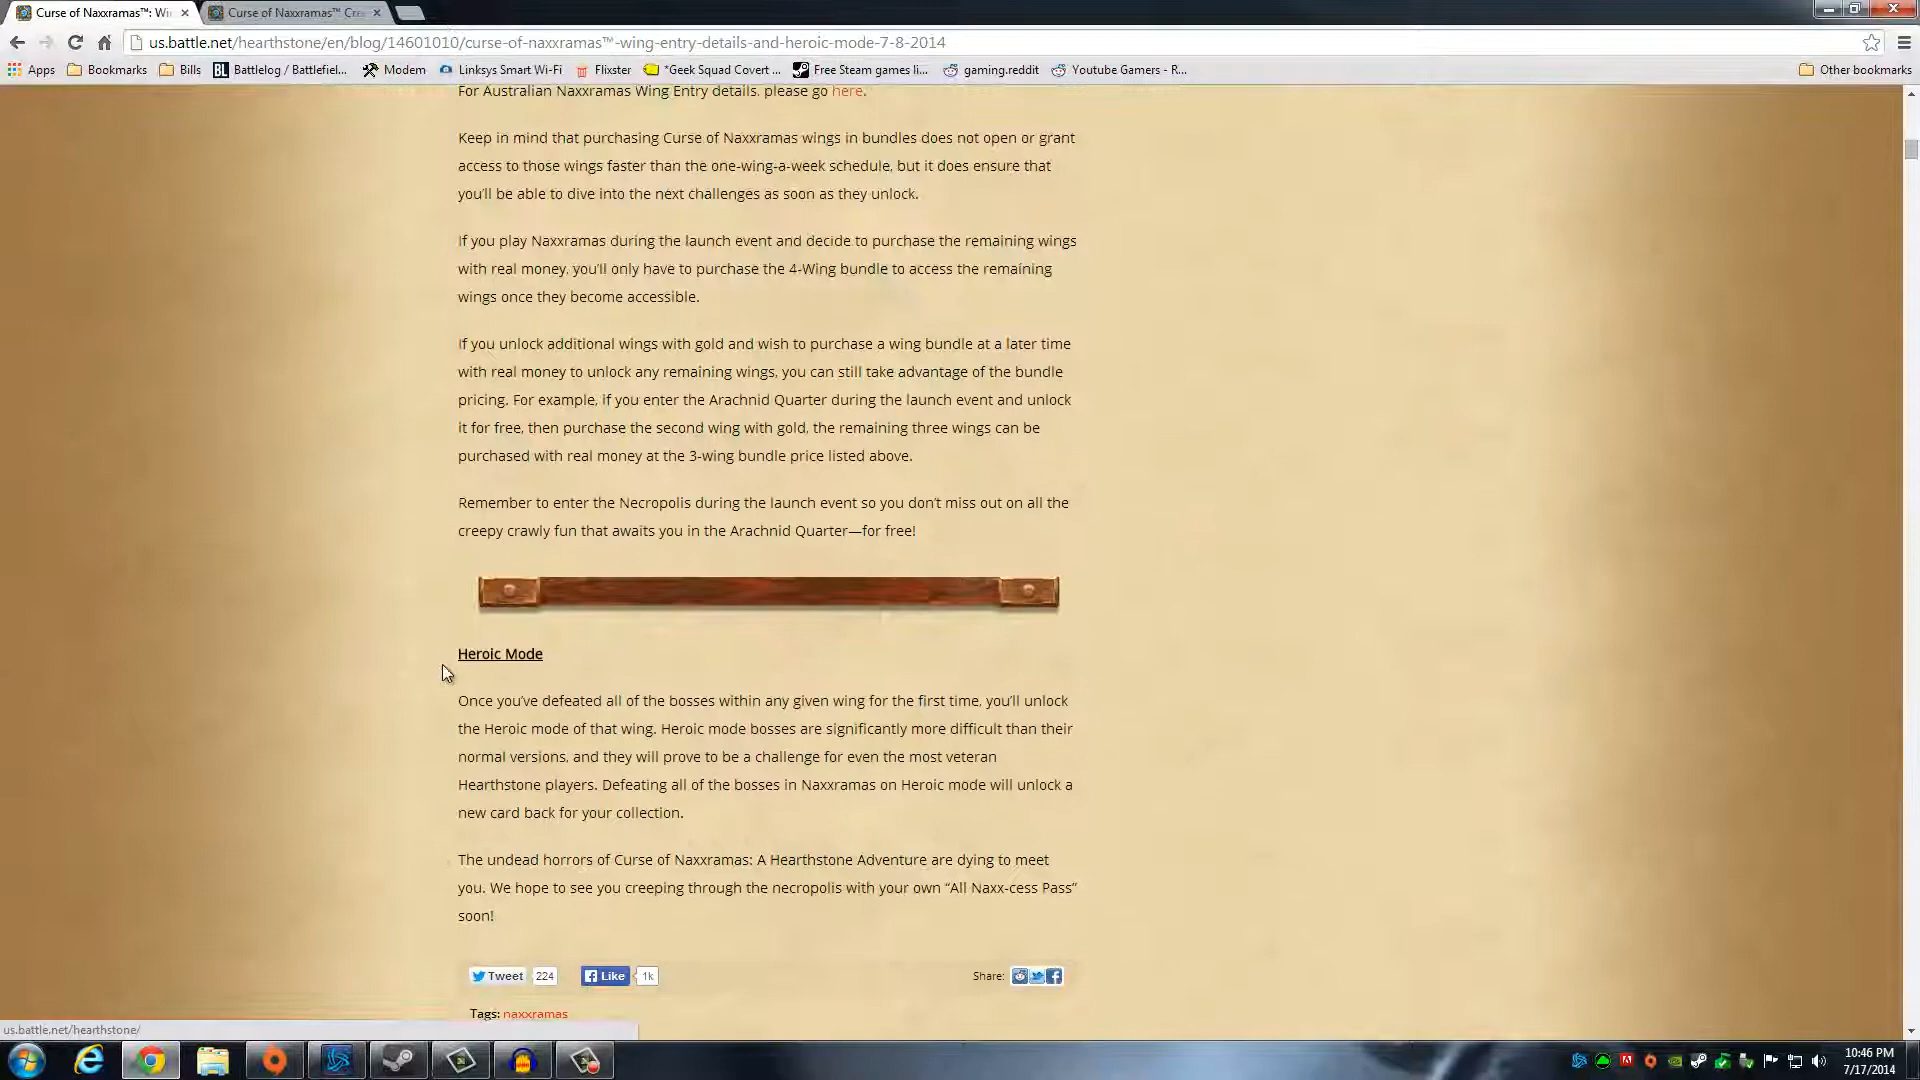 Curse of Naxxramas™: Wi
Curse of Naxxramas™ Cre
us.battle.net/hearthstone/en/blog/14601010/curse-of-naxxramas™-wing-entry-details-and-heroic-mode-7-8-2014
Apps Bookmarks Bills Battlelog / Battlefiel... Modem Linksys Smart Wi-Fi Flixster *Geek Squad Covert ... Free Steam games li... gaming.reddit Youtube Gamers - R... Other bookmarks
For Australian Naxxramas Wing Entry details, please go here.
Keep in mind that purchasing Curse of Naxxramas wings in bundles does not open or grant
access to those wings faster than the one-wing-a-week schedule, but it does ensure that
you'll be able to dive into the next challenges as soon as they unlock.
If you play Naxxramas during the launch event and decide to purchase the remaining wings
with real money, you'll only have to purchase the 4-Wing bundle to access the remaining
wings once they become accessible.
If you unlock additional wings with gold and wish to purchase a wing bundle at a later time
with real money to unlock any remaining wings, you can still take advantage of the bundle
pricing. For example, if you enter the Arachnid Quarter during the launch event and unlock
it for free, then purchase the second wing with gold, the remaining three wings can be
purchased with real money at the 3-wing bundle price listed above.
Remember to enter the Necropolis during the launch event so you don't miss out on all the
creepy crawly fun that awaits you in the Arachnid Quarter—for free!
Heroic Mode
Once you've defeated all of the bosses within any given wing for the first time, you'll unlock
the Heroic mode of that wing. Heroic mode bosses are significantly more difficult than their
normal versions, and they will prove to be a challenge for even the most veteran
Hearthstone players. Defeating all of the bosses in Naxxramas on Heroic mode will unlock a
new card back for your collection.
The undead horrors of Curse of Naxxramas: A Hearthstone Adventure are dying to meet
you. We hope to see you creeping through the necropolis with your own “All Naxx-cess Pass”
soon!
Tweet 224 Like 1k Share:
Tags: naxxramas
us.battle.net/hearthstone/
10:46 PM
7/17/2014